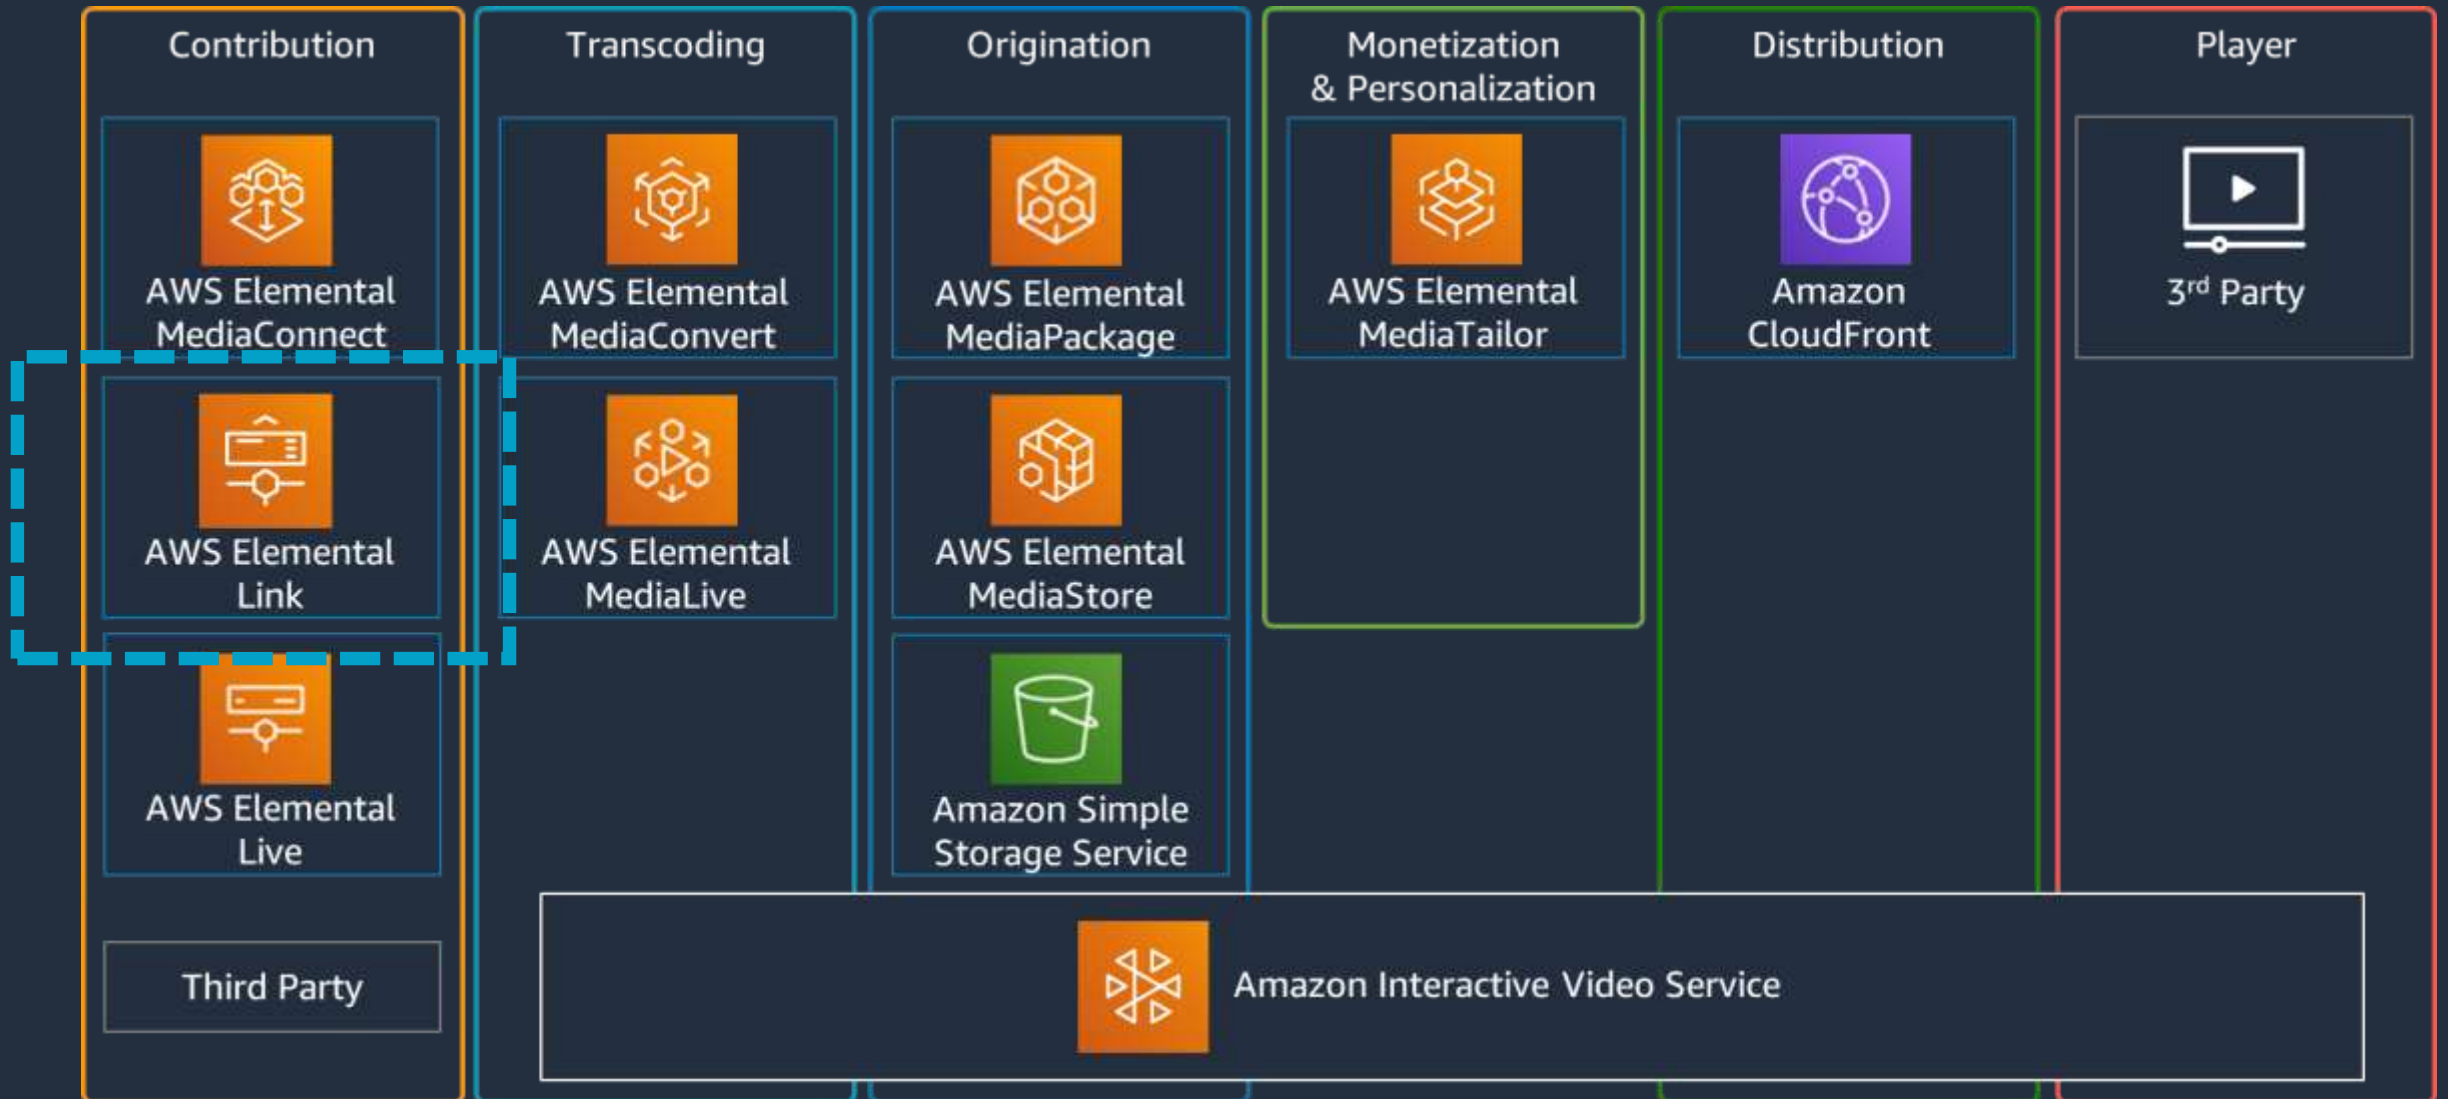 Contribution
AWS Elemental
MediaConnect
AWS Elemental
Link
AWS Elemental
Live
Third Party
Transcoding
AWS Elemental
MediaConvert
AWS Elemental
MediaLive
Origination
AWS Elemental
MediaPackage
AWS Elemental
MediaStore
Amazon Simple
Storage Service
Monetization
& Personalization
AWS Elemental
MediaTailor
Distribution
Amazon
CloudFront
Player
3rd Party
Amazon Interactive Video Service